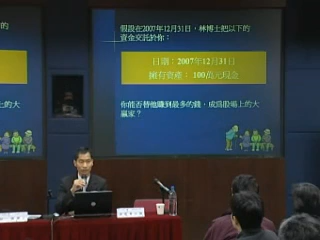 假設在2007年12月31日，林博士把以下的
資金交託於你：
日期：2007年12月31日
擁有資產：100萬元現金
你能否替他賺到最多的錢，成為股場上的大
贏家？